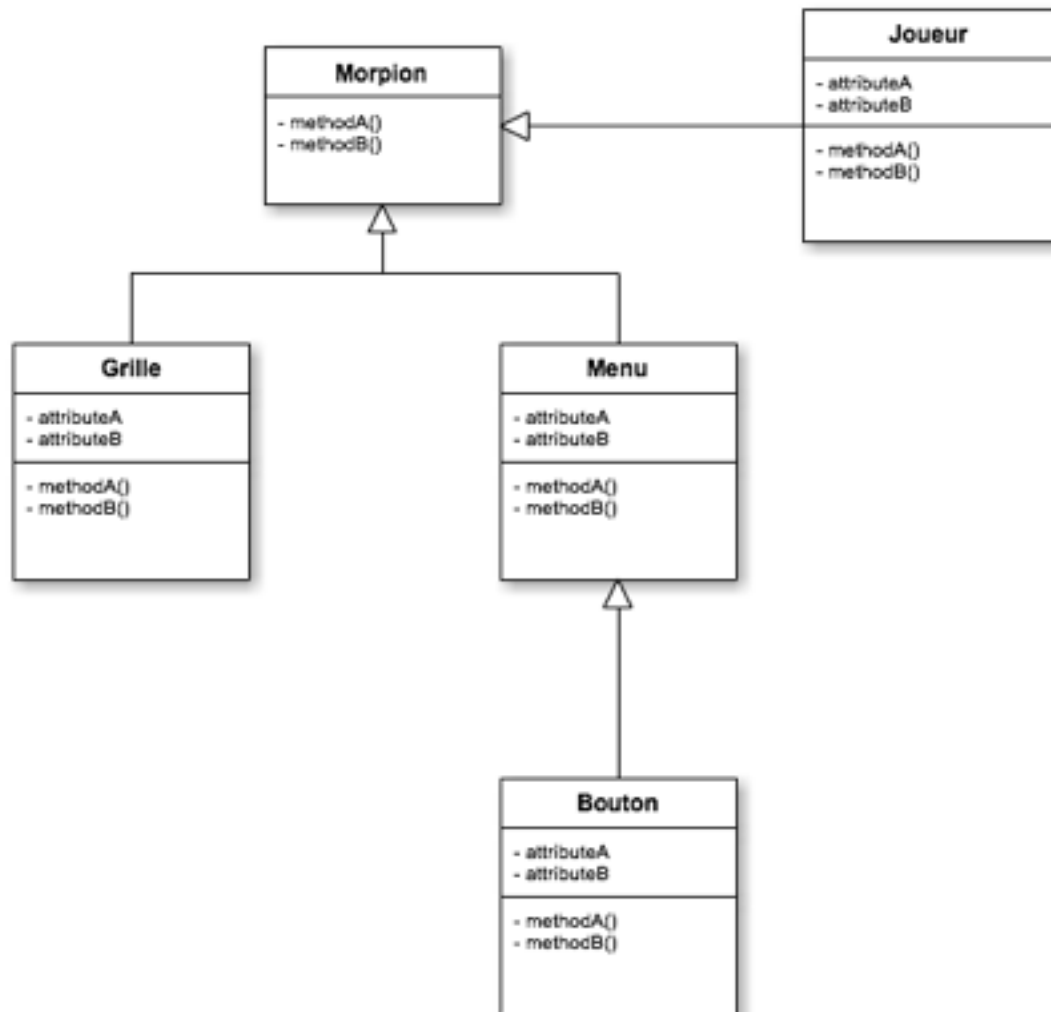 Morpion
- methodA()
- methodB()
Joueur
- attributeA
- attributeB
- methodA()
- methodB()
Grille
- attributeA
- attributeB
- methodA()
- methodB()
Menu
- attributeA
- attributeB
- methodA()
- methodB()
Bouton
- attributeA
- attributeB
- methodA()
- methodB()